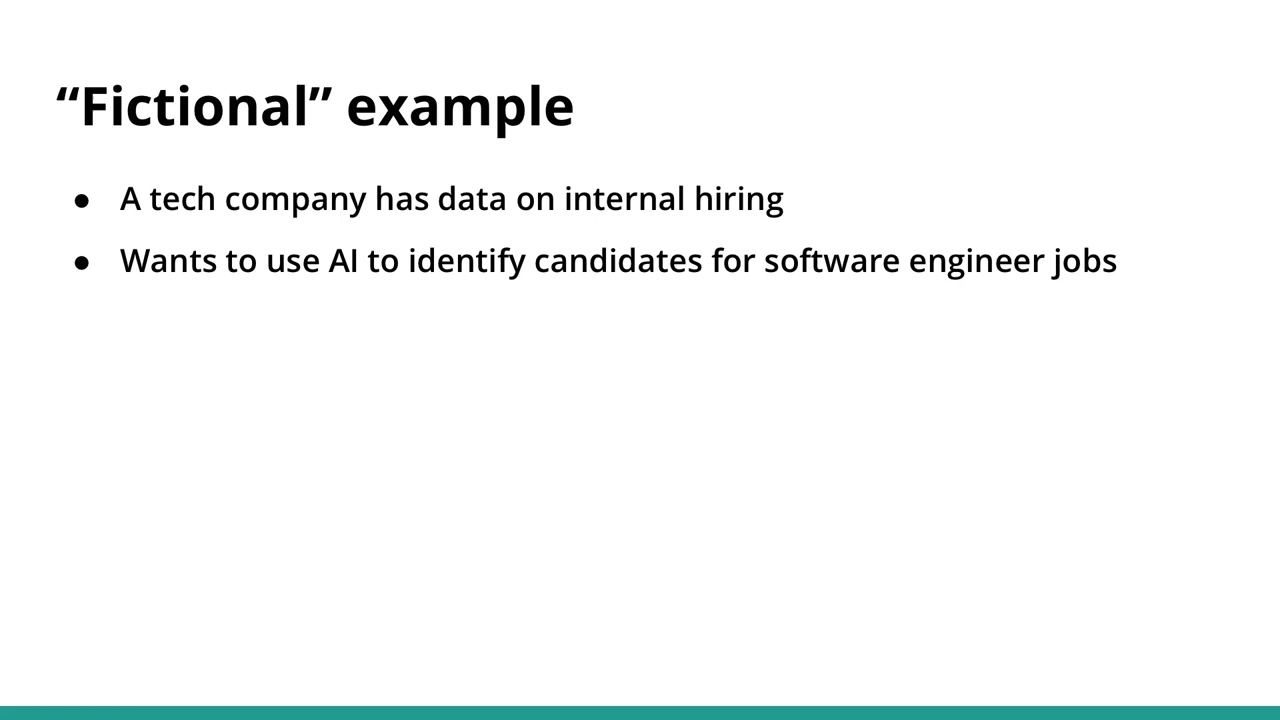 “Fictional” example
● A tech company has data on internal hiring
● Wants to use AI to identify candidates for software engineer jobs